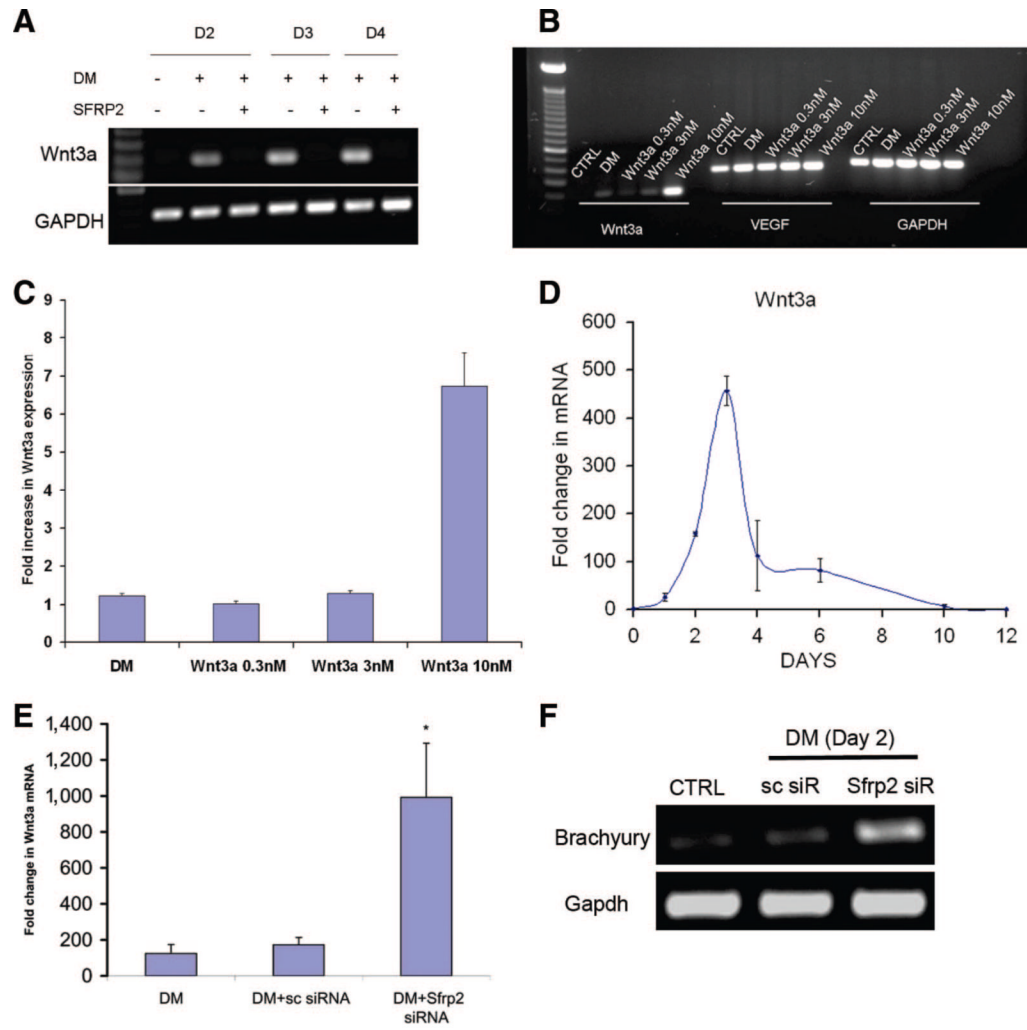 A
D2 D3 D4
DM - + + + + + +
SFRP2 - - + - + - +
Wnt3a
GAPDH
B
CTRL
DM
Wnt3a 0.3nM
Wnt3a 3nM
Wnt3a 10nM
CTRL
DM
Wnt3a 0.3nM
Wnt3a 3nM
Wnt3a 10nM
CTRL
DM
Wnt3a 0.3nM
Wnt3a 3nM
Wnt3a 10nM
Wnt3a VEGF GAPDH
C
Fold increase in Wnt3a expression
9
8
7
6
5
4
3
2
1
0
DM Wnt3a 0.3nM Wnt3a 3nM Wnt3a 10nM
D
Wnt3a
Fold change in mRNA
600
500
400
300
200
100
0
0 2 4 6 8 10 12
DAYS
E
Fold change in Wnt3a mRNA
1,400
1,200
1,000
800
600
400
200
0
*
DM DM+sc siRNA DM+Sfrp2
siRNA
F
DM (Day 2)
CTRL sc siR Sfrp2 siR
Brachyury
Gapdh